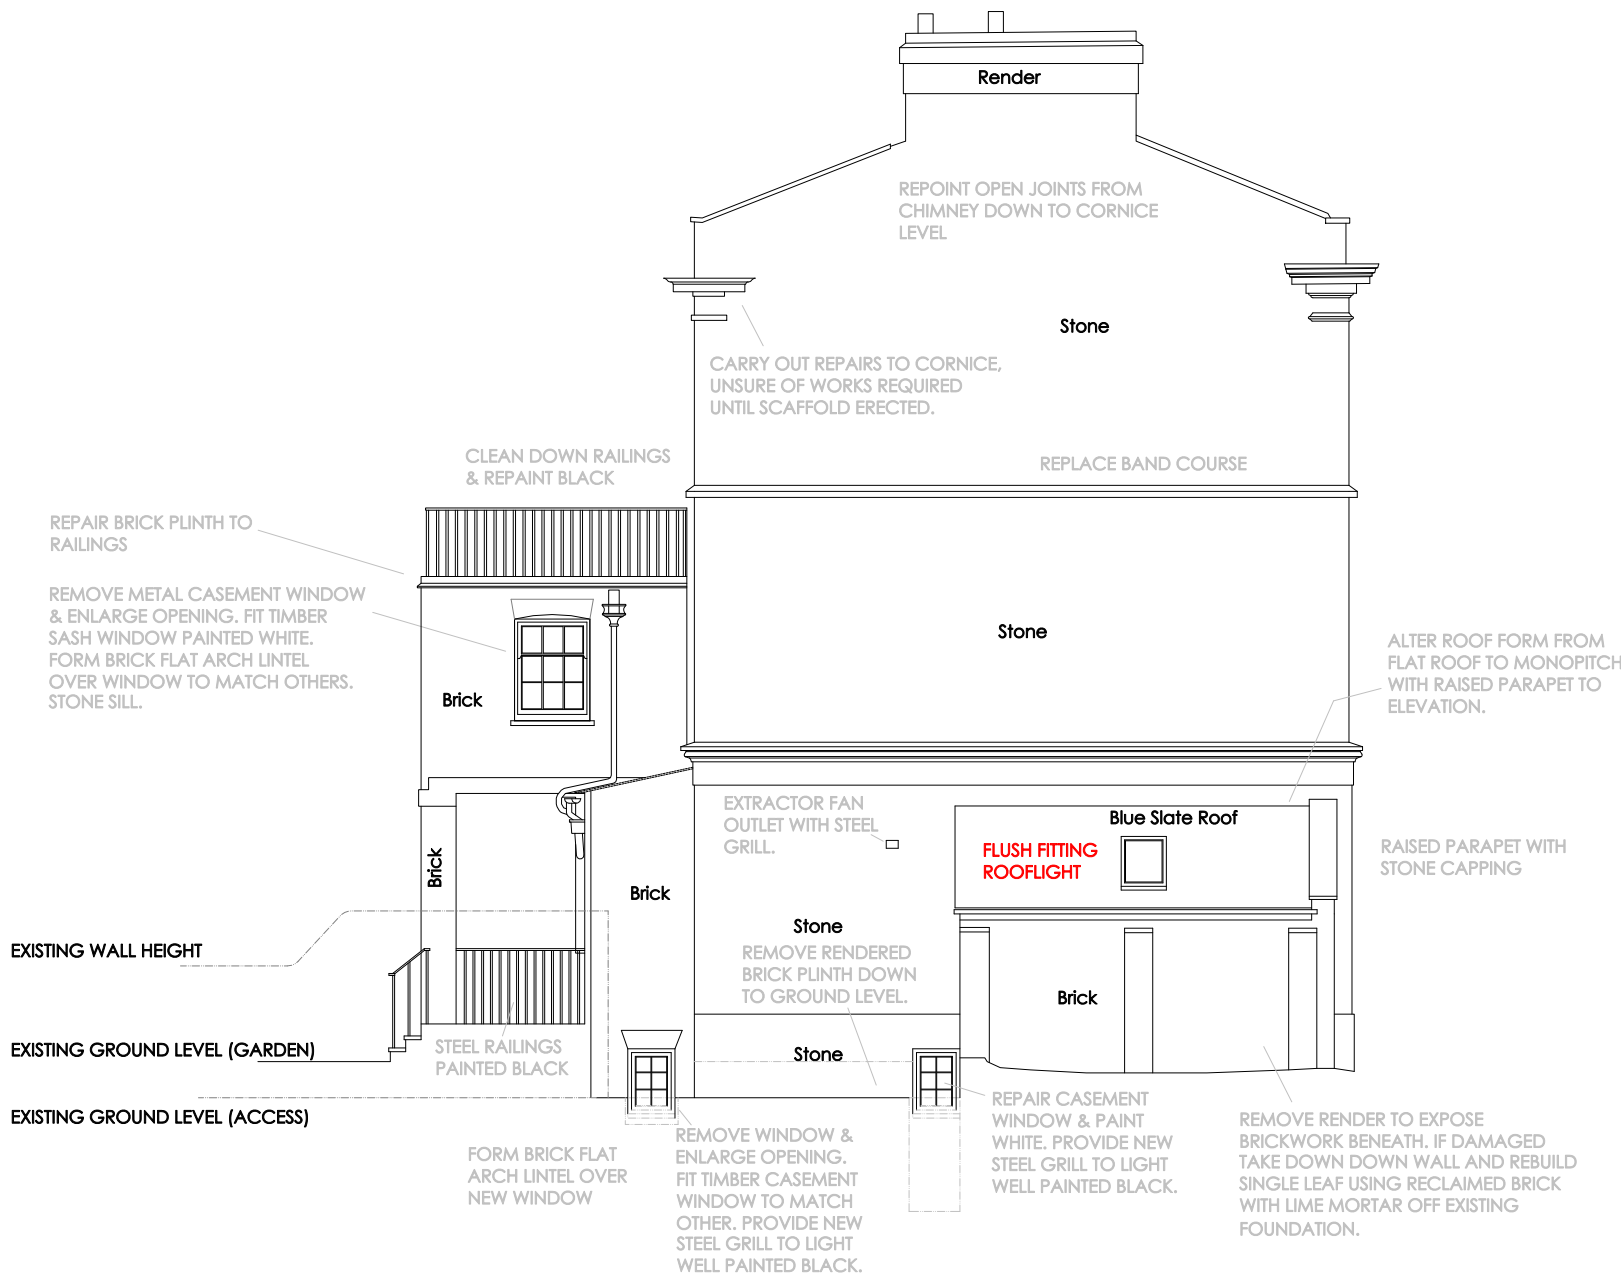 Render
REPOINT OPEN JOINTS FROM
CHIMNEY DOWN TO CORNICE
LEVEL
Stone
CARRY OUT REPAIRS TO CORNICE,
UNSURE OF WORKS REQUIRED
UNTIL SCAFFOLD ERECTED.
CLEAN DOWN RAILINGS
& REPAINT BLACK
REPLACE BAND COURSE
REPAIR BRICK PLINTH TO
RAILINGS
REMOVE METAL CASEMENT WINDOW
& ENLARGE OPENING. FIT TIMBER
SASH WINDOW PAINTED WHITE.
FORM BRICK FLAT ARCH LINTEL
OVER WINDOW TO MATCH OTHERS.
STONE SILL.
Brick
Stone
ALTER ROOF FORM FROM
FLAT ROOF TO MONOPITCH
WITH RAISED PARAPET TO
ELEVATION.
EXTRACTOR FAN
OUTLET WITH STEEL
GRILL.
Blue Slate Roof
FLUSH FITTING
ROOFLIGHT
RAISED PARAPET WITH
STONE CAPPING
Brick
Brick
Stone
EXISTING WALL HEIGHT
REMOVE RENDERED
BRICK PLINTH DOWN
TO GROUND LEVEL.
Brick
EXISTING GROUND LEVEL (GARDEN)
STEEL RAILINGS
PAINTED BLACK
Stone
EXISTING GROUND LEVEL (ACCESS)
FORM BRICK FLAT
ARCH LINTEL OVER
NEW WINDOW
REMOVE WINDOW &
ENLARGE OPENING.
FIT TIMBER CASEMENT
WINDOW TO MATCH
OTHER. PROVIDE NEW
STEEL GRILL TO LIGHT
WELL PAINTED BLACK.
REPAIR CASEMENT
WINDOW & PAINT
WHITE. PROVIDE NEW
STEEL GRILL TO LIGHT
WELL PAINTED BLACK.
REMOVE RENDER TO EXPOSE
BRICKWORK BENEATH. IF DAMAGED
TAKE DOWN DOWN WALL AND REBUILD
SINGLE LEAF USING RECLAIMED BRICK
WITH LIME MORTAR OFF EXISTING
FOUNDATION.